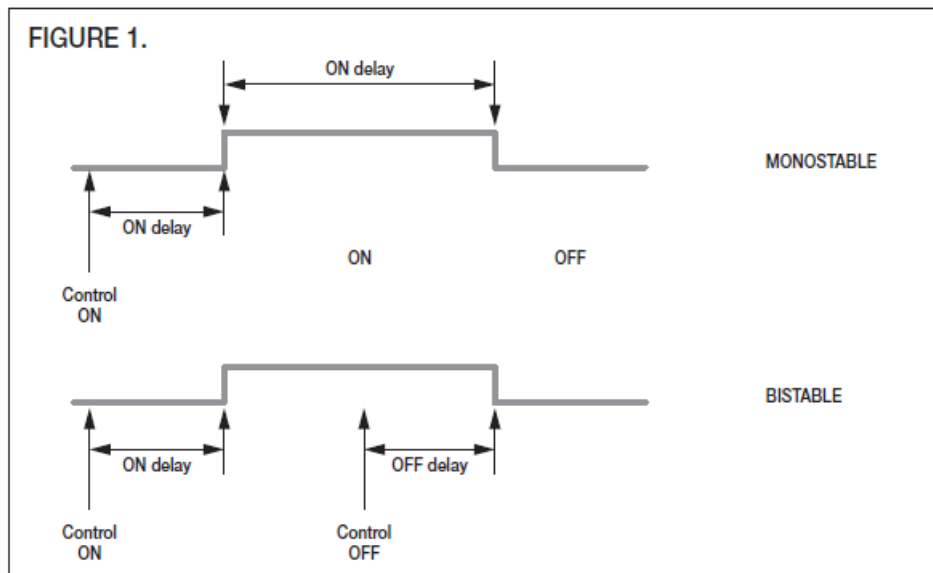 FIGURE 1.
ON delay
MONOSTABLE
ON delay
ON
OFF
Control
ON
BISTABLE
ON delay
OFF delay
Control
ON
Control
OFF